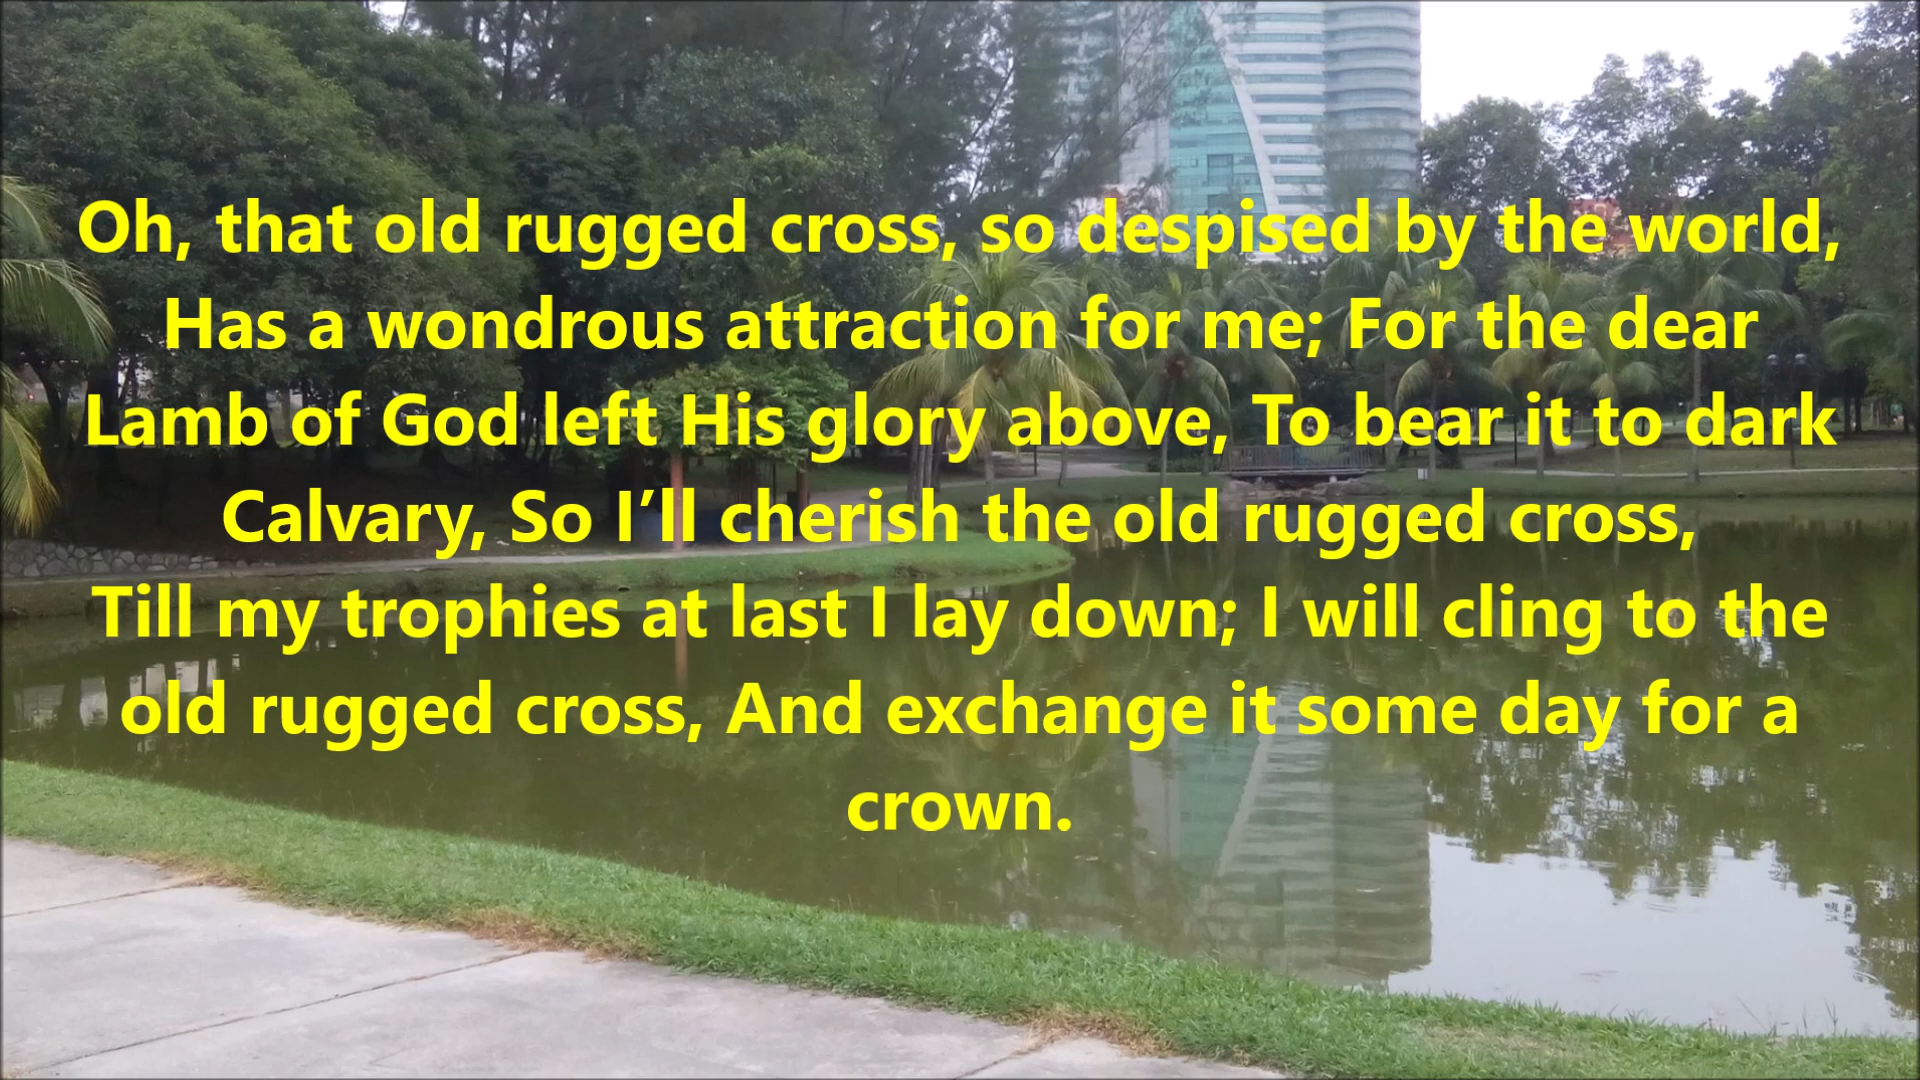 Oh, that old rugged cross, so despised by the world,
Has a wondrous attraction for me; For the dear
Lamb of God left His glory above, To bear it to dark
Calvary, So I’ll cherish the old rugged cross,
Till my trophies at last I lay down; I will cling to the
old rugged cross, And exchange it some day for a
crown.